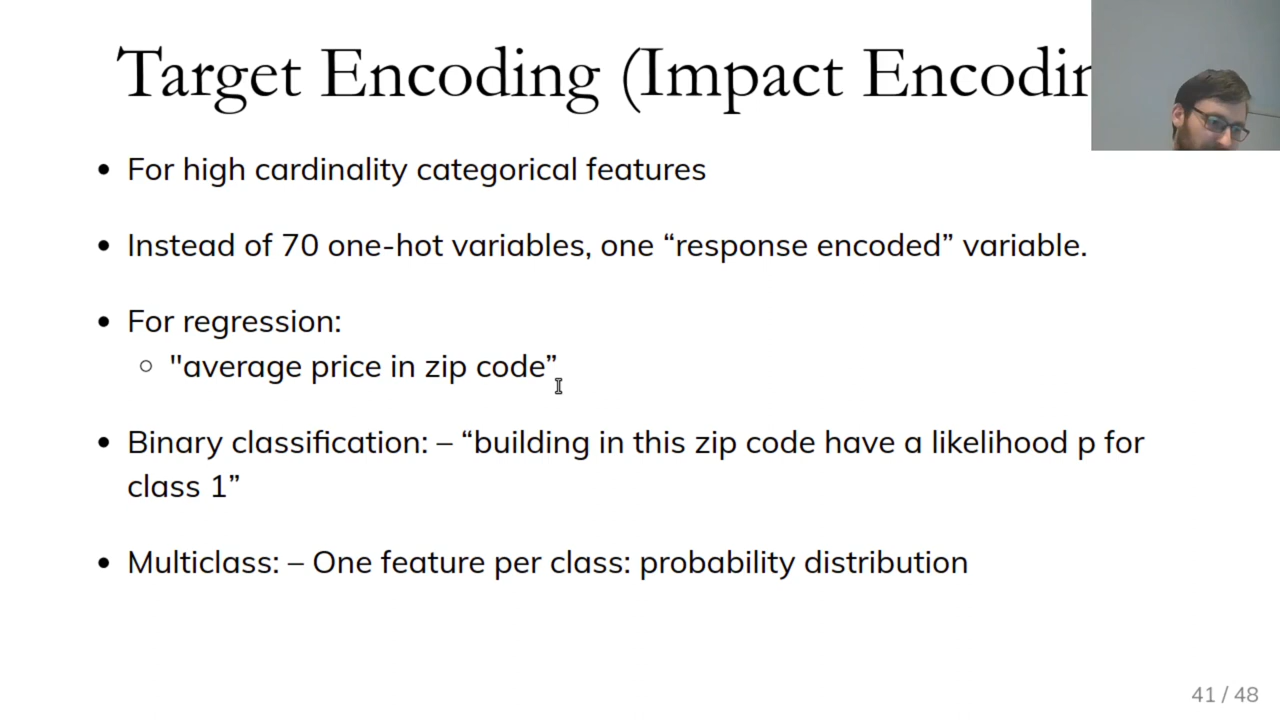 Target Encoding (Impact Encodin
• For high cardinality categorical features
• Instead of 70 one-hot variables, one “response encoded” variable.
• For regression:
○ "average price in zip code”
• Binary classification: – “building in this zip code have a likelihood p for
class 1”
• Multiclass: – One feature per class: probability distribution
41 / 48